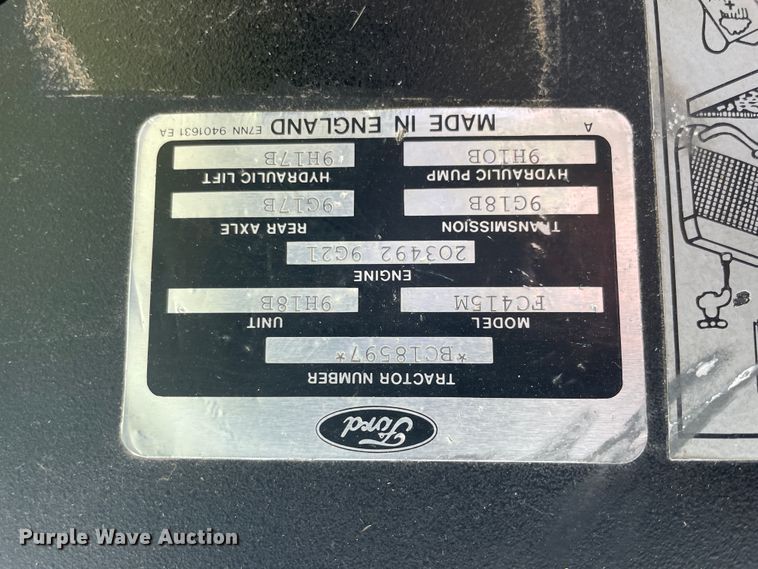 Ford
TRACTOR NUMBER
*BC18597*
MODEL UNIT
FC415M 9H18B
ENGINE
203492 9G21
TRANSMISSION REAR AXLE
9G18B 9G17B
HYDRAULIC PUMP HYDRAULIC LIFT
9H10B 9H17B
A MADE IN ENGLAND E7NN 9401631 EA
Purple Wave Auction